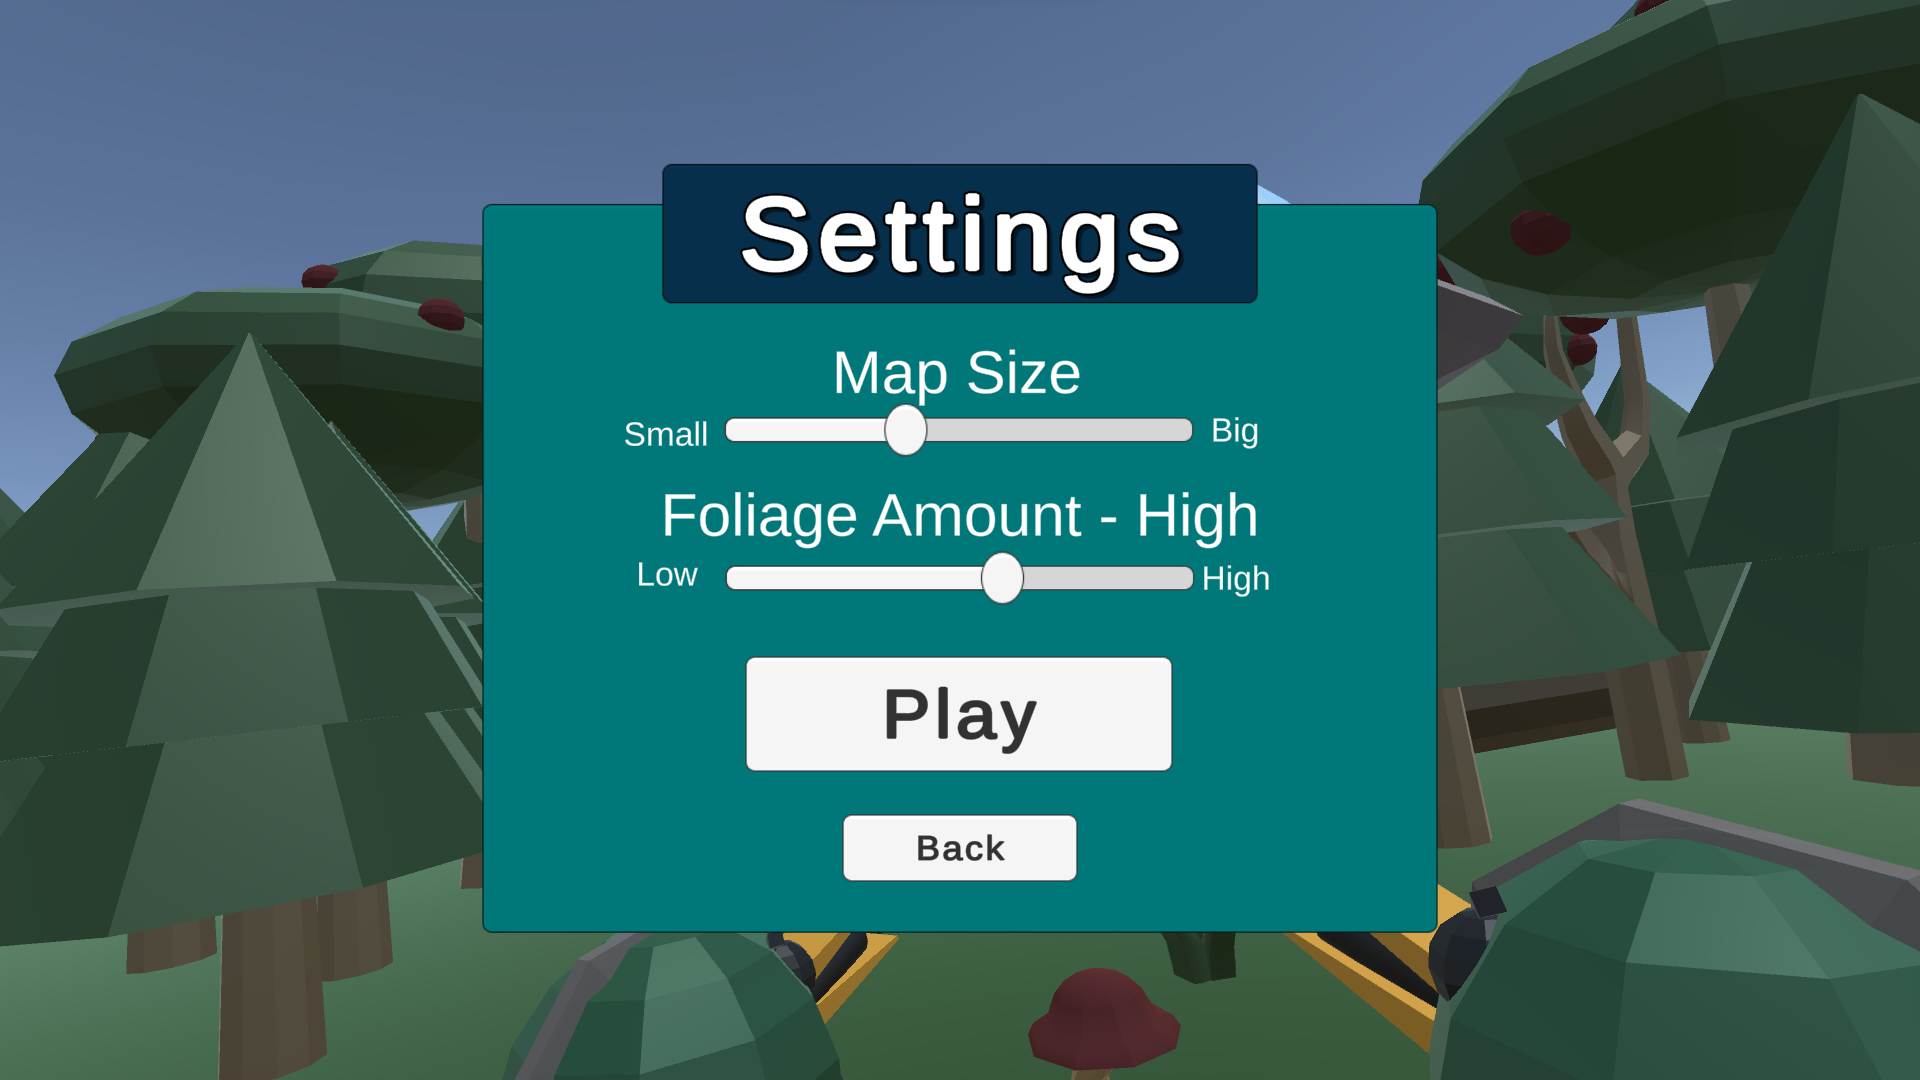 Settings
Map Size
Small Big
Foliage Amount - High
Low High
Play
Back